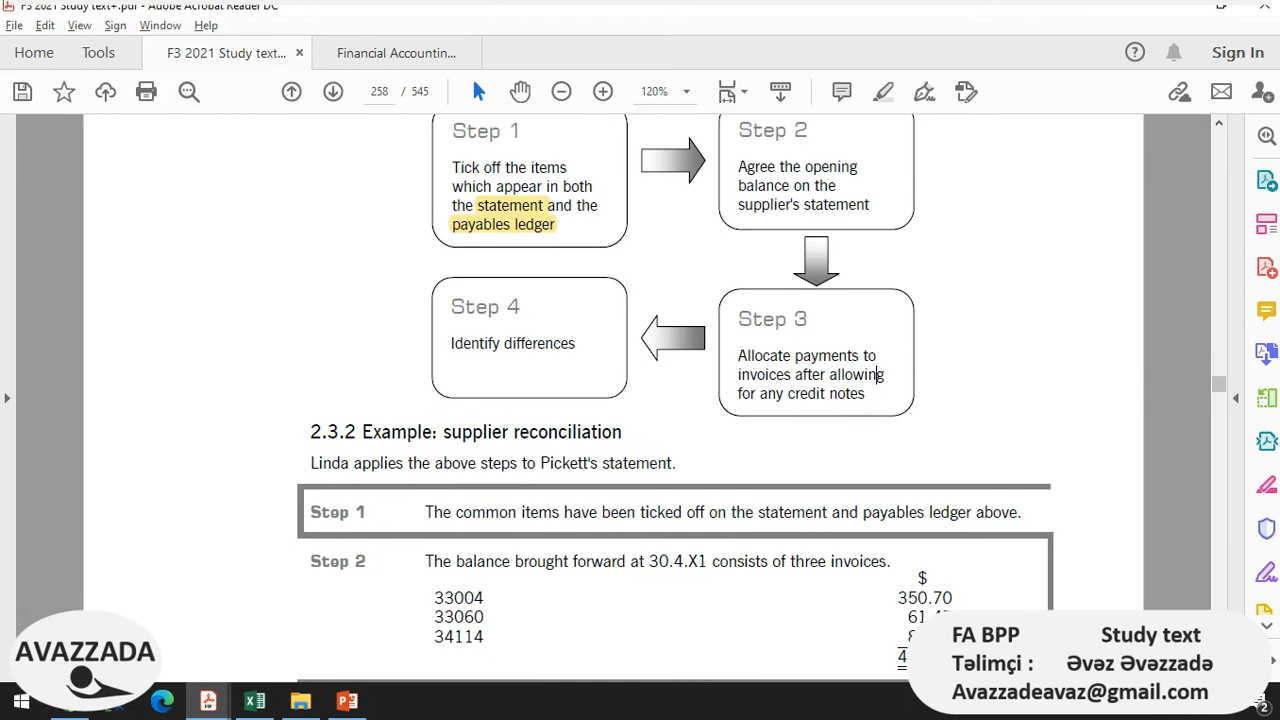 F3 2021 Study text+.pdf - Adobe Acrobat Reader DC
File Edit View Sign Window Help
Home Tools F3 2021 Study text... × Financial Accountin... Sign In
258 / 545 120%
Step 1
Tick off the items
which appear in both
the statement and the
payables ledger
Step 2
Agree the opening
balance on the
supplier's statement
Step 4
Identify differences
Step 3
Allocate payments to
invoices after allowing
for any credit notes
2.3.2 Example: supplier reconciliation
Linda applies the above steps to Pickett's statement.
Step 1 The common items have been ticked off on the statement and payables ledger above.
Step 2 The balance brought forward at 30.4.X1 consists of three invoices.
$
33004 350.70
33060
34114
AVAZZADA
FA BPP Study text
Təlimçi : Əvəz Əvəzzadə
Avazzadeavaz@gmail.com
2